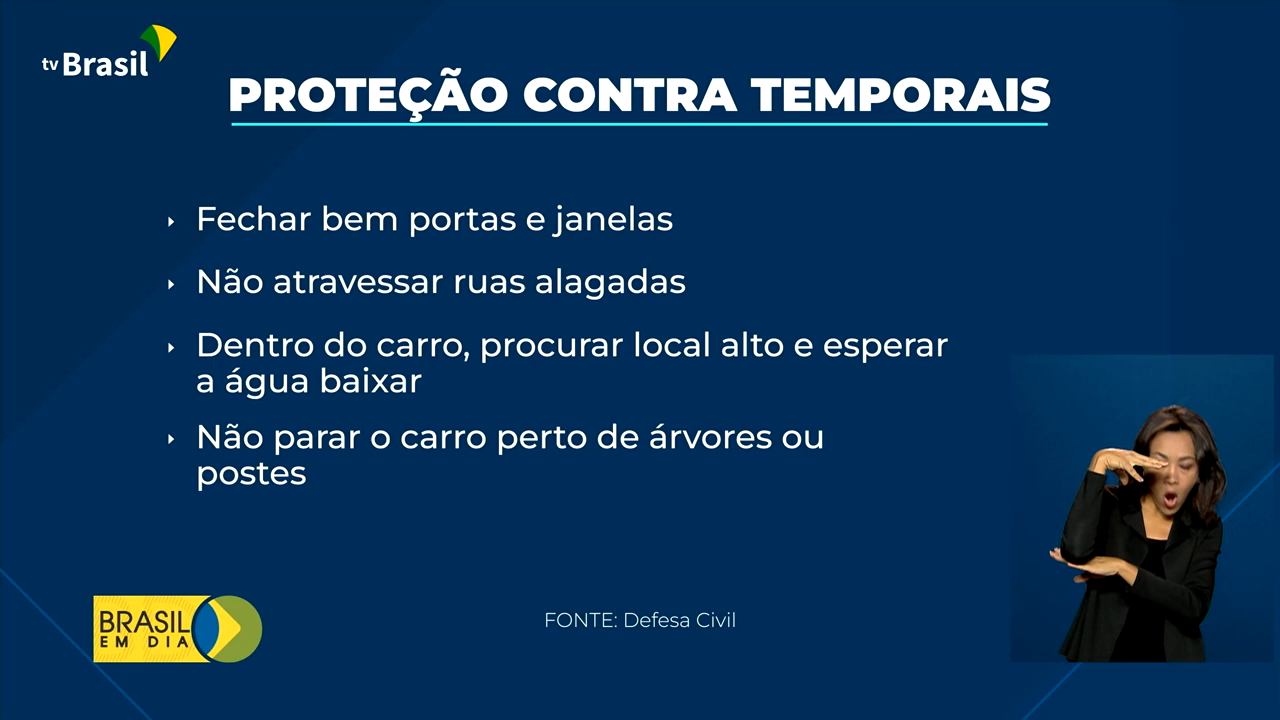 tv Brasil
PROTEÇÃO CONTRA TEMPORAIS
Fechar bem portas e janelas
Não atravessar ruas alagadas
Dentro do carro, procurar local alto e esperar
a água baixar
Não parar o carro perto de árvores ou
postes
BRASIL
EM DIA
FONTE: Defesa Civil